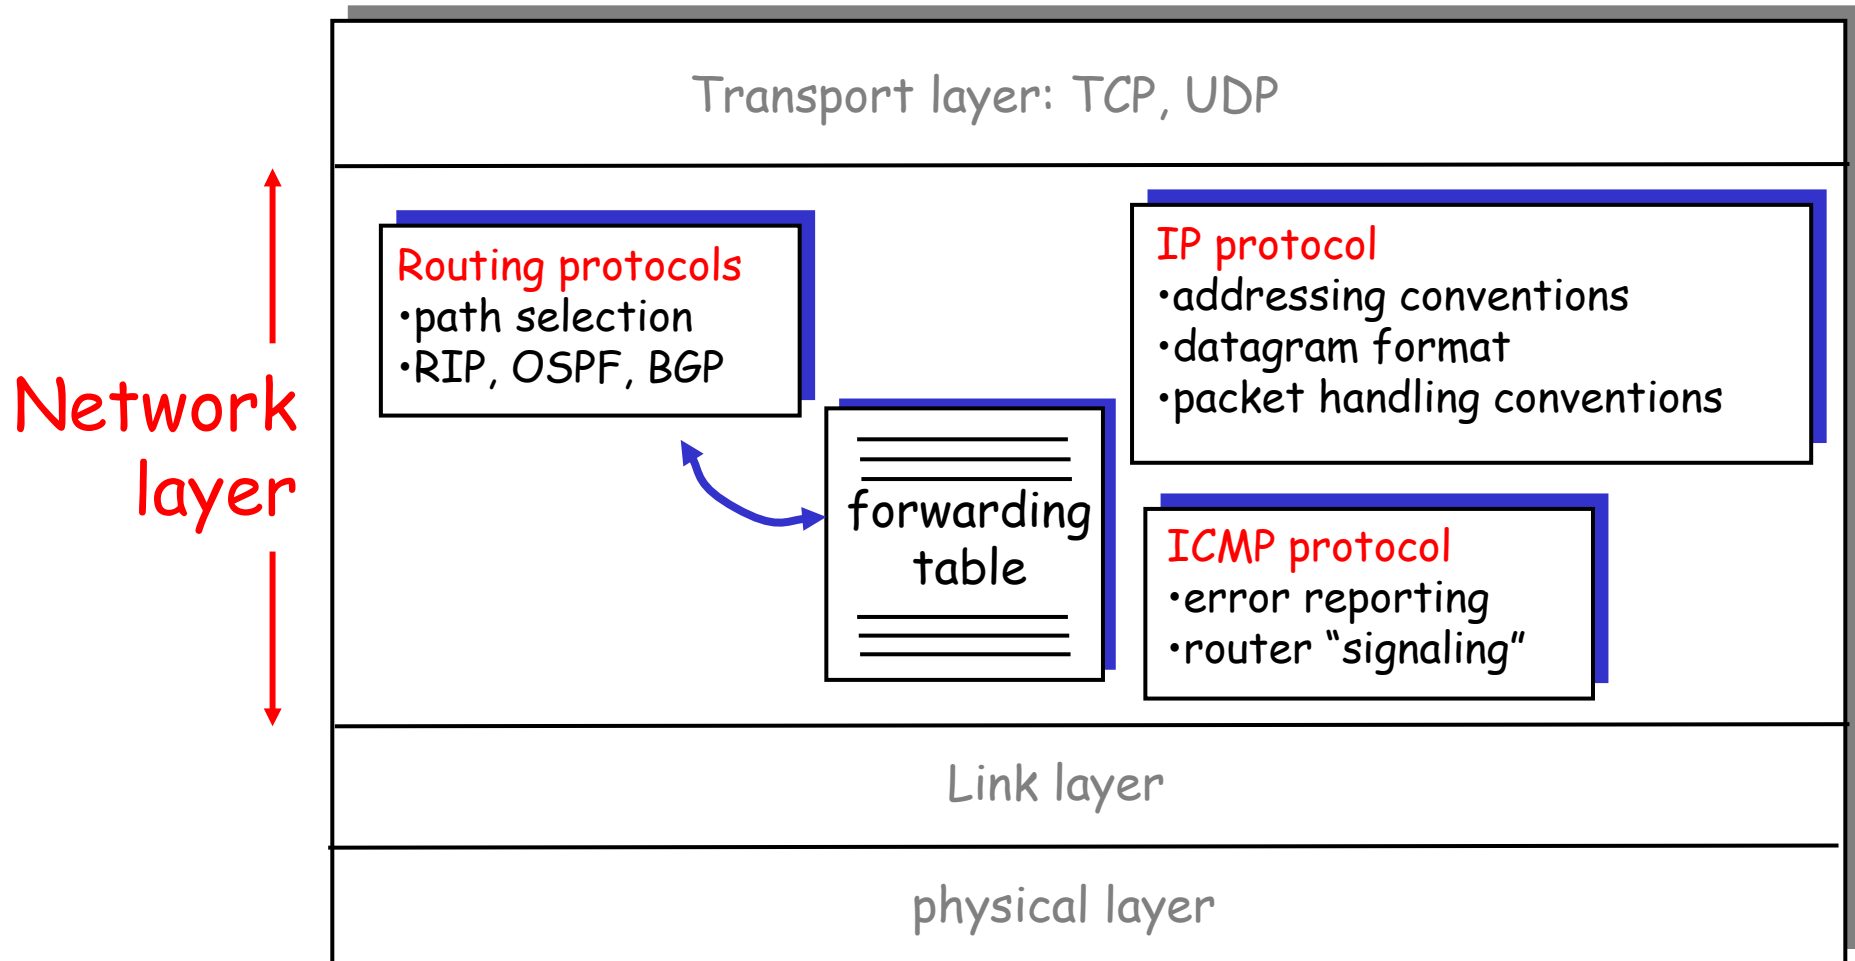 Transport layer: TCP, UDP
Network
layer
Routing protocols
•path selection
•RIP, OSPF, BGP
forwarding
table
IP protocol
•addressing conventions
•datagram format
•packet handling conventions
ICMP protocol
•error reporting
•router “signaling”
Link layer
physical layer